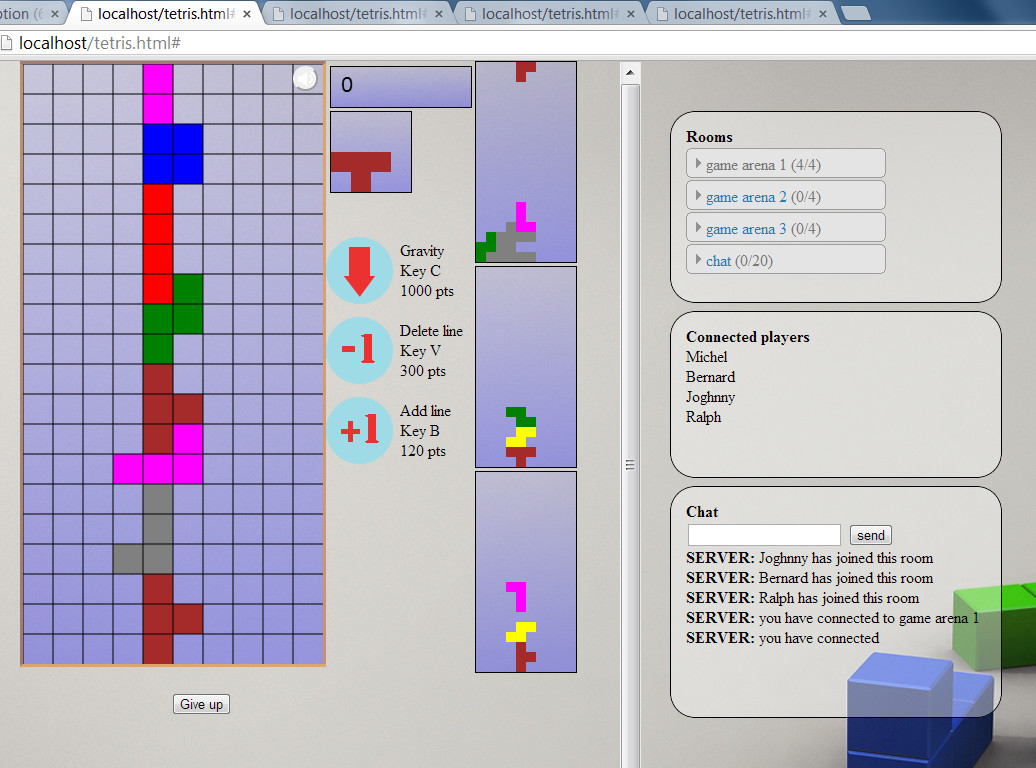 ption (6
localhost/tetris.html#
localhost/tetris.html#
localhost/tetris.html#
localhost/tetris.html#
localhost/tetris.html#
0
Gravity
Key C
1000 pts
-1
Delete line
Key V
300 pts
+1
Add line
Key B
120 pts
Give up
Rooms
game arena 1 (4/4)
game arena 2 (0/4)
game arena 3 (0/4)
chat (0/20)
Connected players
Michel
Bernard
Joghnny
Ralph
Chat
send
SERVER: Joghnny has joined this room
SERVER: Bernard has joined this room
SERVER: Ralph has joined this room
SERVER: you have connected to game arena 1
SERVER: you have connected